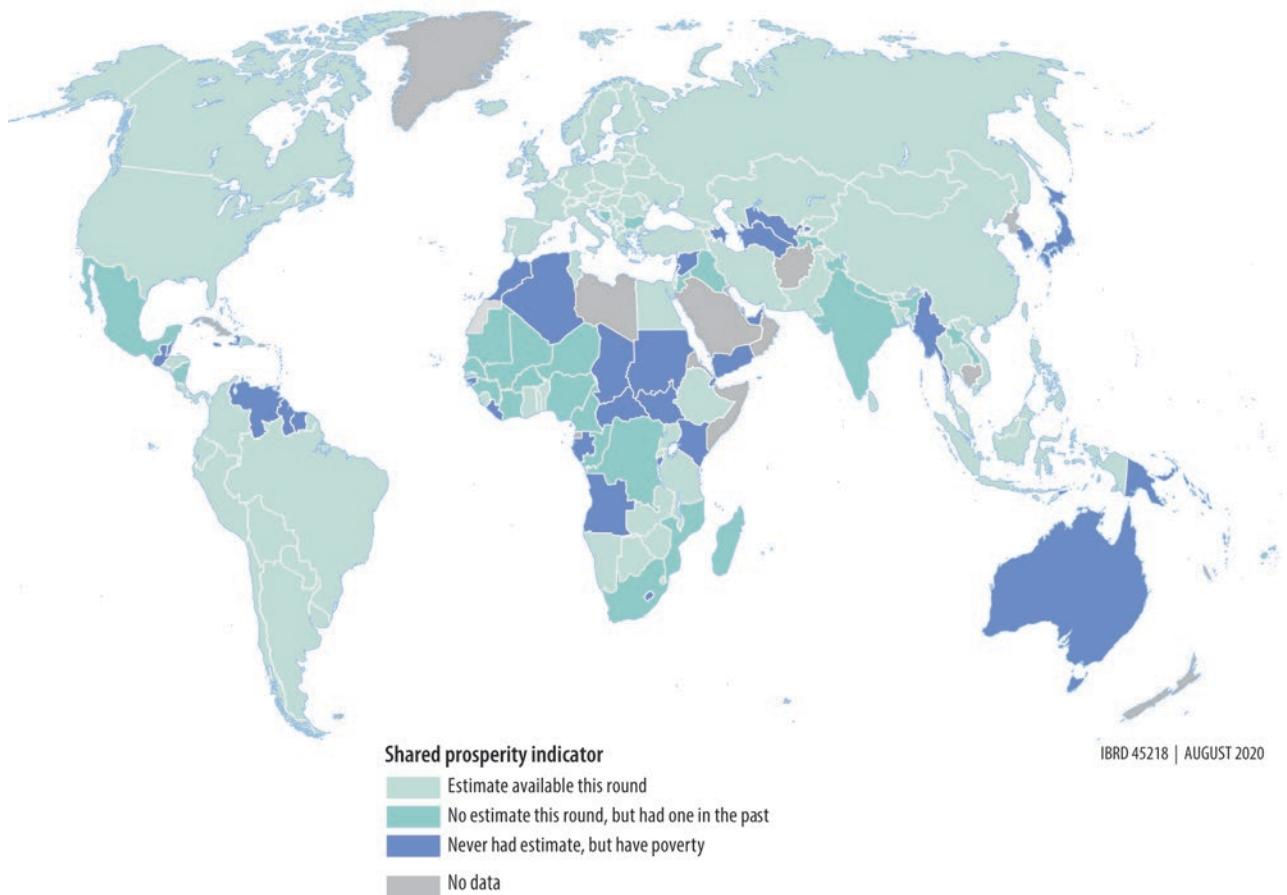 Shared prosperity indicator
IBRD 45218 | AUGUST 2020
Estimate available this round
No estimate this round, but had one in the past
Never had estimate, but have poverty
No data